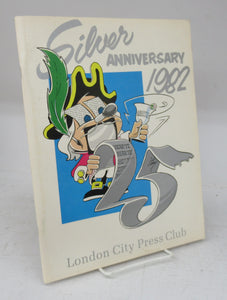 Silver
ANNIVERSARY
1982
25
London City Press Club